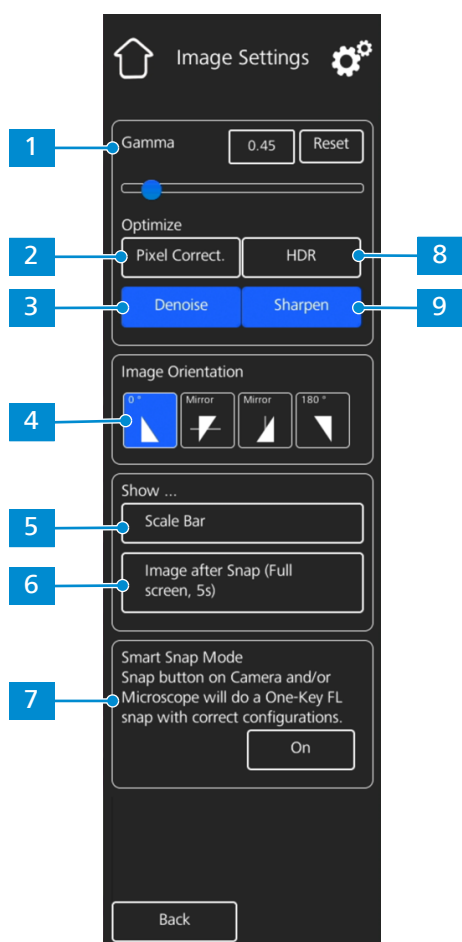 Image Settings
1
Gamma
0.45
Reset
Optimize
2
Pixel Correct.
HDR
8
3
Denoise
Sharpen
9
Image Orientation
4
0 °
Mirror
Mirror
180 °
Show ...
5
Scale Bar
6
Image after Snap (Full
screen, 5s)
Smart Snap Mode
Snap button on Camera and/or
7
Microscope will do a One-Key FL
snap with correct configurations.
On
Back